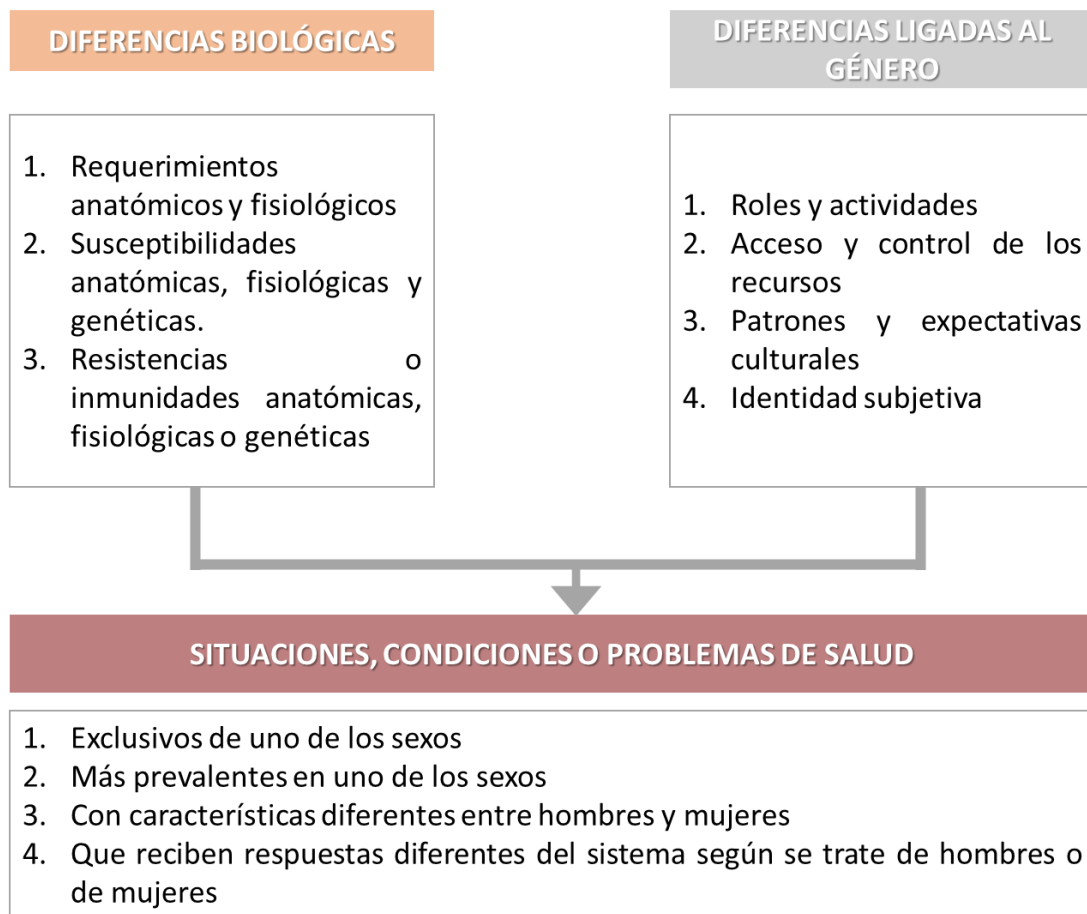 DIFERENCIAS BIOLÓGICAS
1. Requerimientos
anatómicos y fisiológicos
2. Susceptibilidades
anatómicas, fisiológicas y
genéticas.
3. Resistencias o
inmunidades anatómicas,
fisiológicas o genéticas
DIFERENCIAS LIGADAS AL
GÉNERO
1. Roles y actividades
2. Acceso y control de los
recursos
3. Patrones y expectativas
culturales
4. Identidad subjetiva
SITUACIONES, CONDICIONES O PROBLEMAS DE SALUD
1. Exclusivos de uno de los sexos
2. Más prevalentes en uno de los sexos
3. Con características diferentes entre hombres y mujeres
4. Que reciben respuestas diferentes del sistema según se trate de hombres o
de mujeres